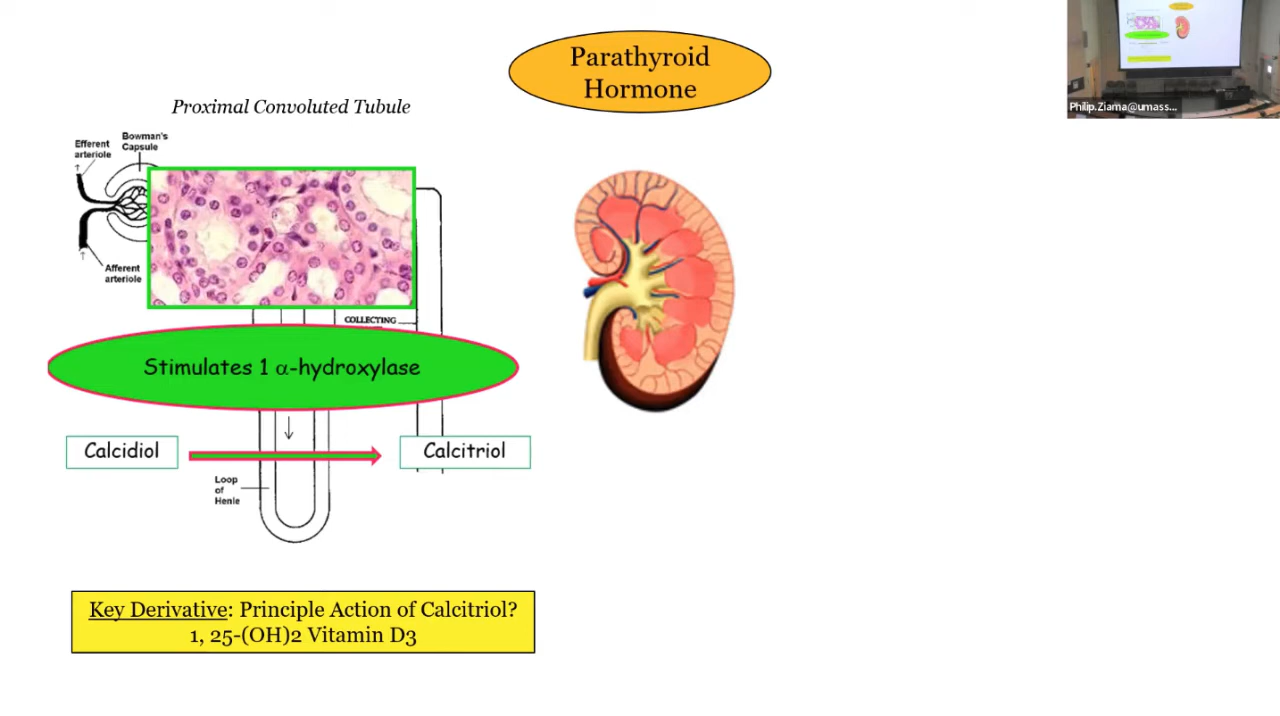 Parathyroid
Hormone
Philip.Ziama@umass...
Proximal Convoluted Tubule
Efferent
arteriole
Bowman's
Capsule
Afferent
arteriole
COLLECTING
Stimulates 1 α-hydroxylase
Calcidiol
Calcitriol
Loop
of
Henle
Key Derivative: Principle Action of Calcitriol?
1, 25-(OH)2 Vitamin D3